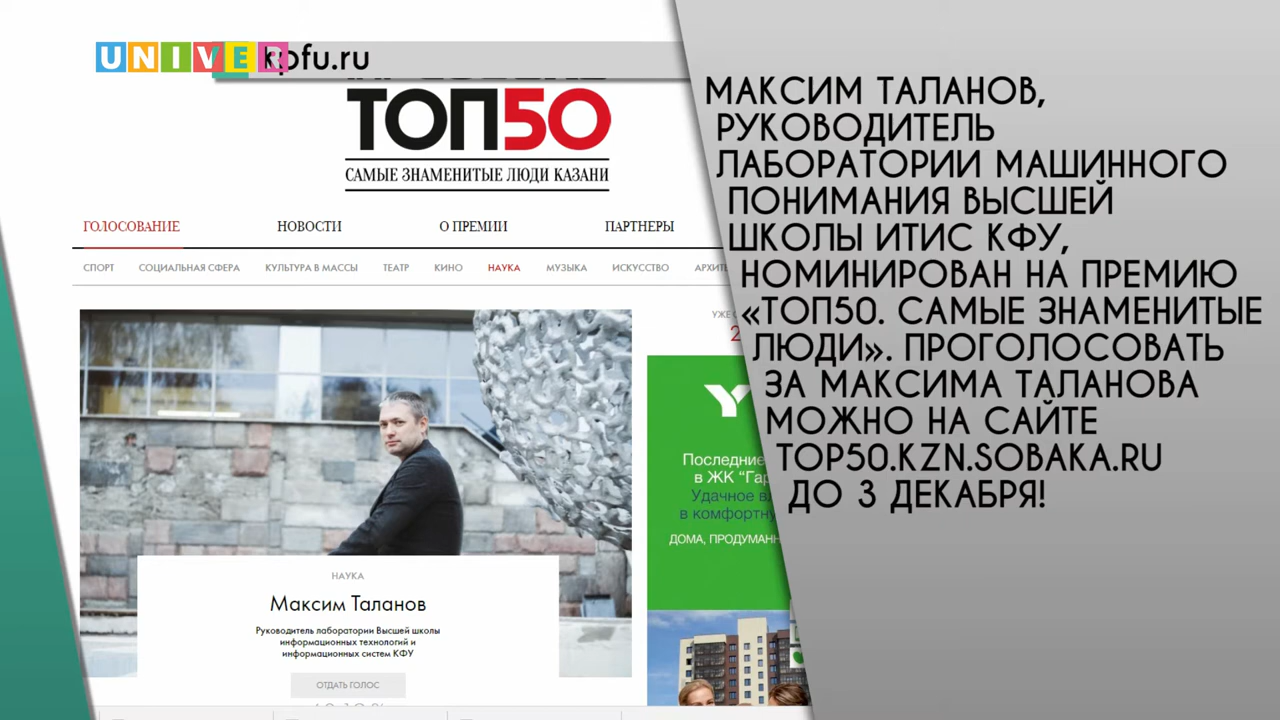 UNIVER
kpfu.ru
ТОП50
САМЫЕ ЗНАМЕНИТЫЕ ЛЮДИ КАЗАНИ
ГОЛОСОВАНИЕ НОВОСТИ О ПРЕМИИ ПАРТНЕРЫ
СПОРТ СОЦИАЛЬНАЯ СФЕРА КУЛЬТУРА В МАССЫ ТЕАТР КИНО НАУКА МУЗЫКА ИСКУССТВО
НАУКА
Максим Таланов
Руководитель лаборатории Высшей школы
информационных технологий и
информационных систем КФУ
ОТДАТЬ ГОЛОС
Последние
в ЖК
Удачное
в
ДОМА,
МАКСИМ ТАЛАНОВ,
РУКОВОДИТЕЛЬ
ЛАБОРАТОРИИ МАШИННОГО
ПОНИМАНИЯ ВЫСШЕЙ
ШКОЛЫ ИТИС КФУ,
НОМИНИРОВАН НА ПРЕМИЮ
«ТОП50. САМЫЕ ЗНАМЕНИТЫЕ
ЛЮДИ». ПРОГОЛОСОВАТЬ
ЗА МАКСИМА ТАЛАНОВА
МОЖНО НА САЙТЕ
TOP50.KZN.SOBAKA.RU
ДО 3 ДЕКАБРЯ!